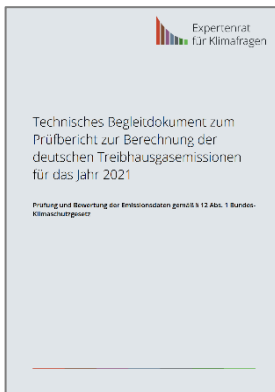 Expertenrat
für Klimafragen
Technisches Begleitdokument zum
Prüfbericht zur Berechnung der
deutschen Treibhausgasemissionen
für das Jahr 2021
Prüfung und Bewertung der Emissionsdaten gemäß § 12 Abs. 1 Bundes-
Klimaschutzgesetz